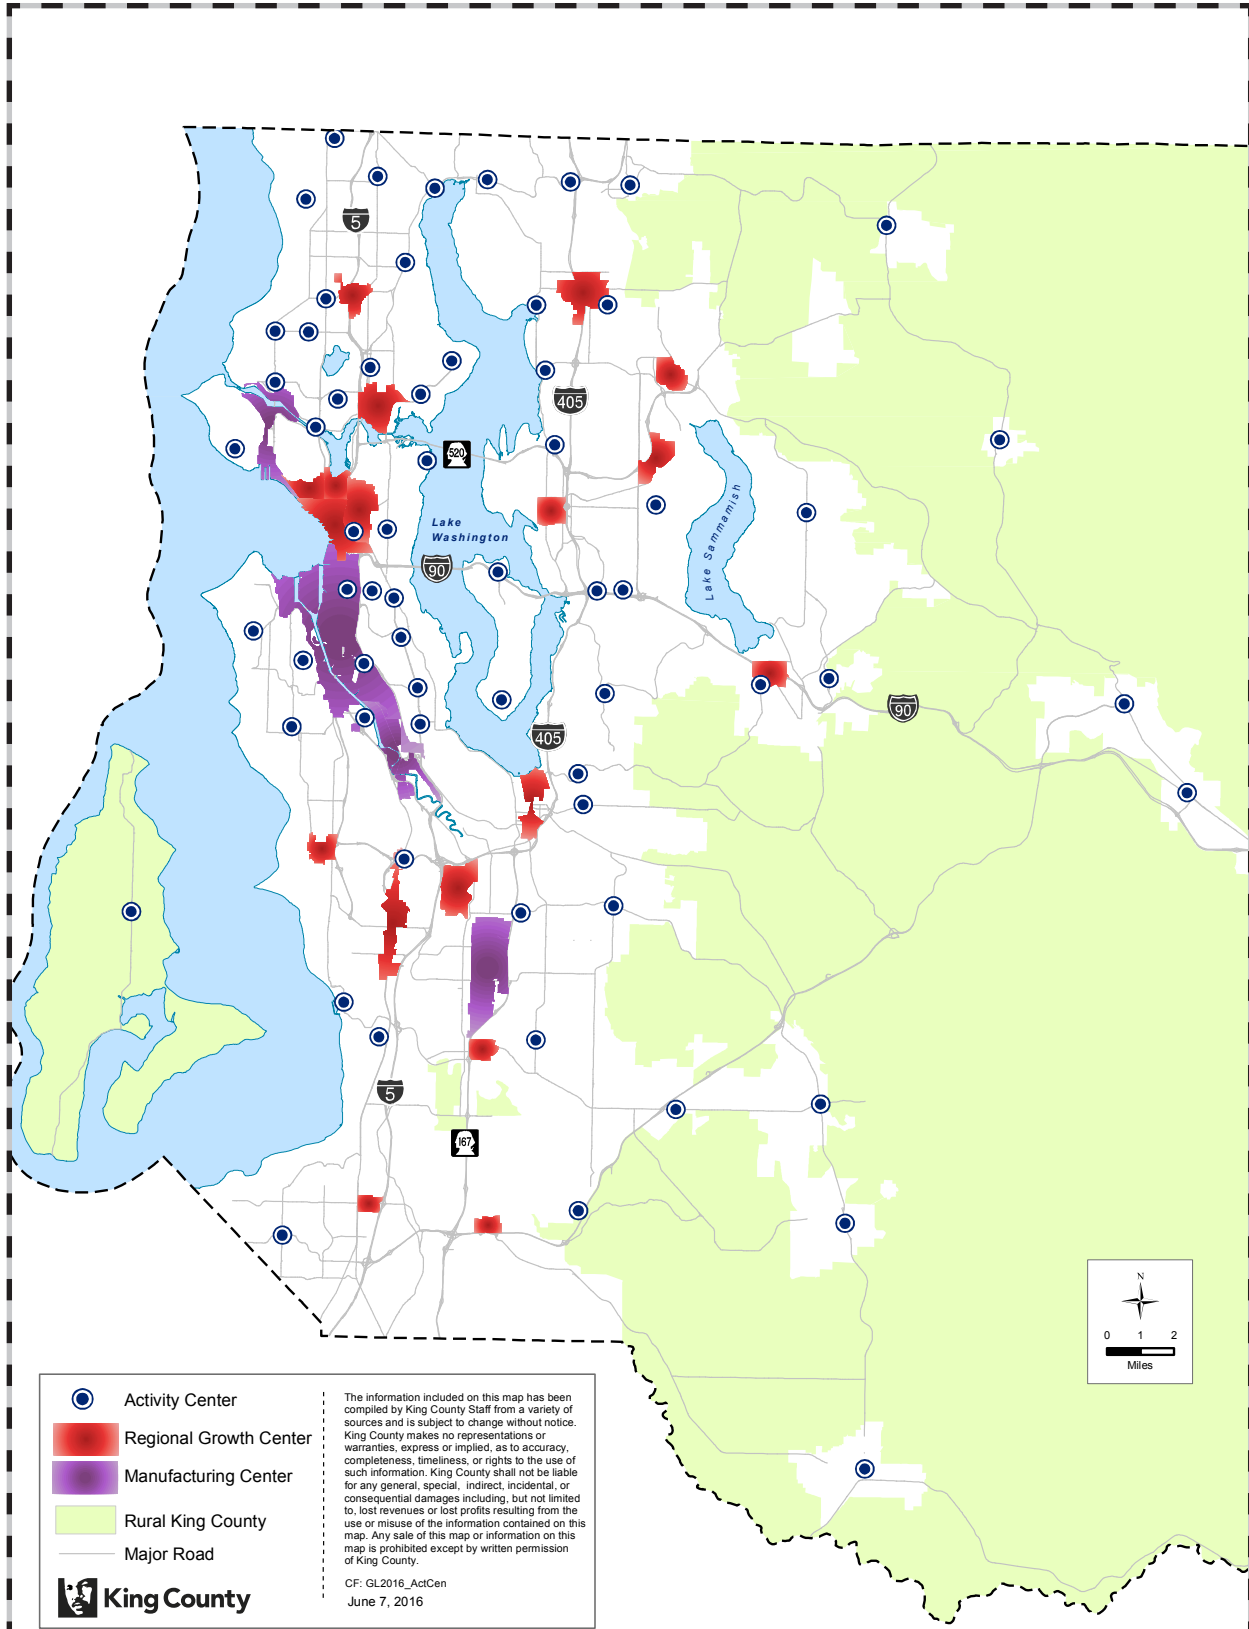 5
405
520
Lake
Washington
Lake Sammamish
90
90
405
5
167
N
0 1 2
Miles
Activity Center
Regional Growth Center
Manufacturing Center
Rural King County
Major Road
King County
The information included on this map has been
compiled by King County Staff from a variety of
sources and is subject to change without notice.
King County makes no representations or
warranties, express or implied, as to accuracy,
completeness, timeliness, or rights to the use of
such information. King County shall not be liable
for any general, special, indirect, incidental, or
consequential damages including, but not limited
to, lost revenues or lost profits resulting from the
use or misuse of the information contained on this
map. Any sale of this map or information on this
map is prohibited except by written permission
of King County.
CF: GL2016_ActCen
June 7, 2016